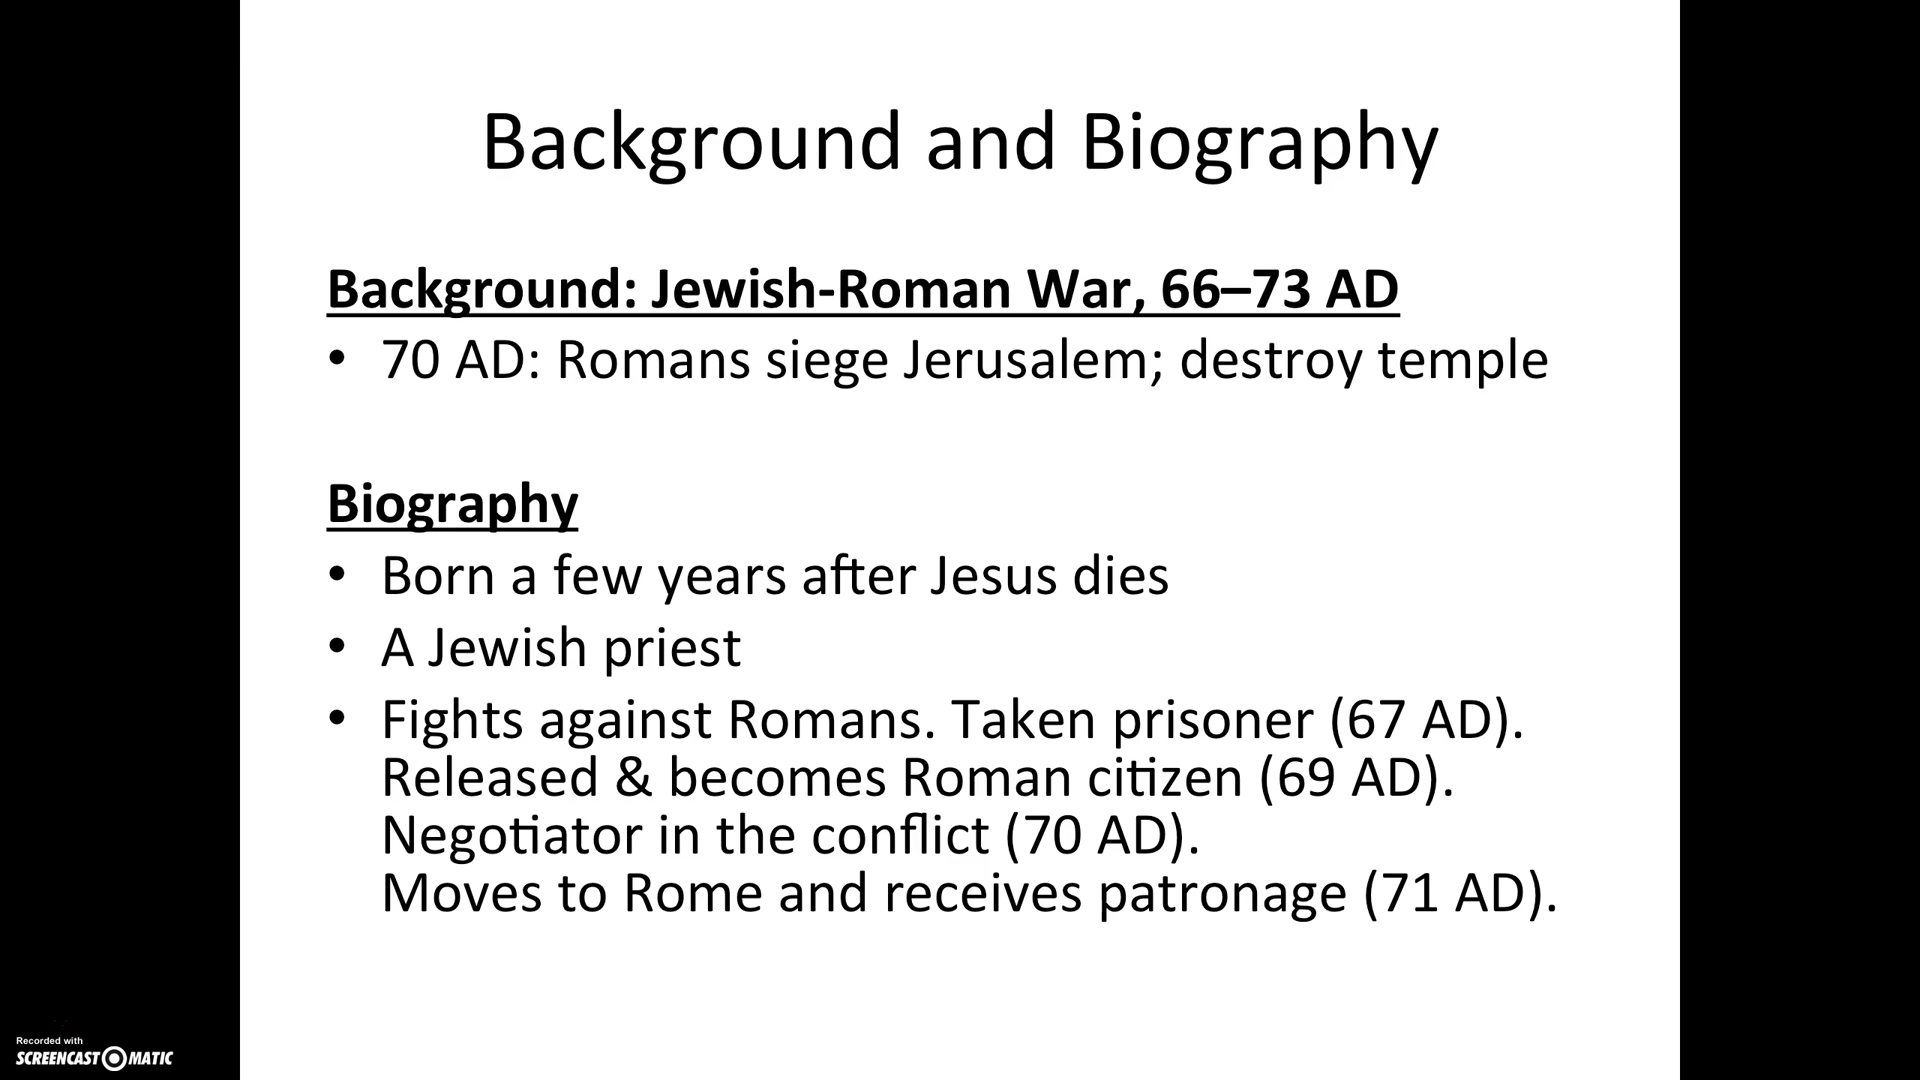 Background and Biography
Background: Jewish-Roman War, 66–73 AD
• 70 AD: Romans siege Jerusalem; destroy temple
Biography
• Born a few years after Jesus dies
• A Jewish priest
• Fights against Romans. Taken prisoner (67 AD).
Released & becomes Roman citizen (69 AD).
Negotiator in the conflict (70 AD).
Moves to Rome and receives patronage (71 AD).
Recorded with
SCREENCAST MATIC